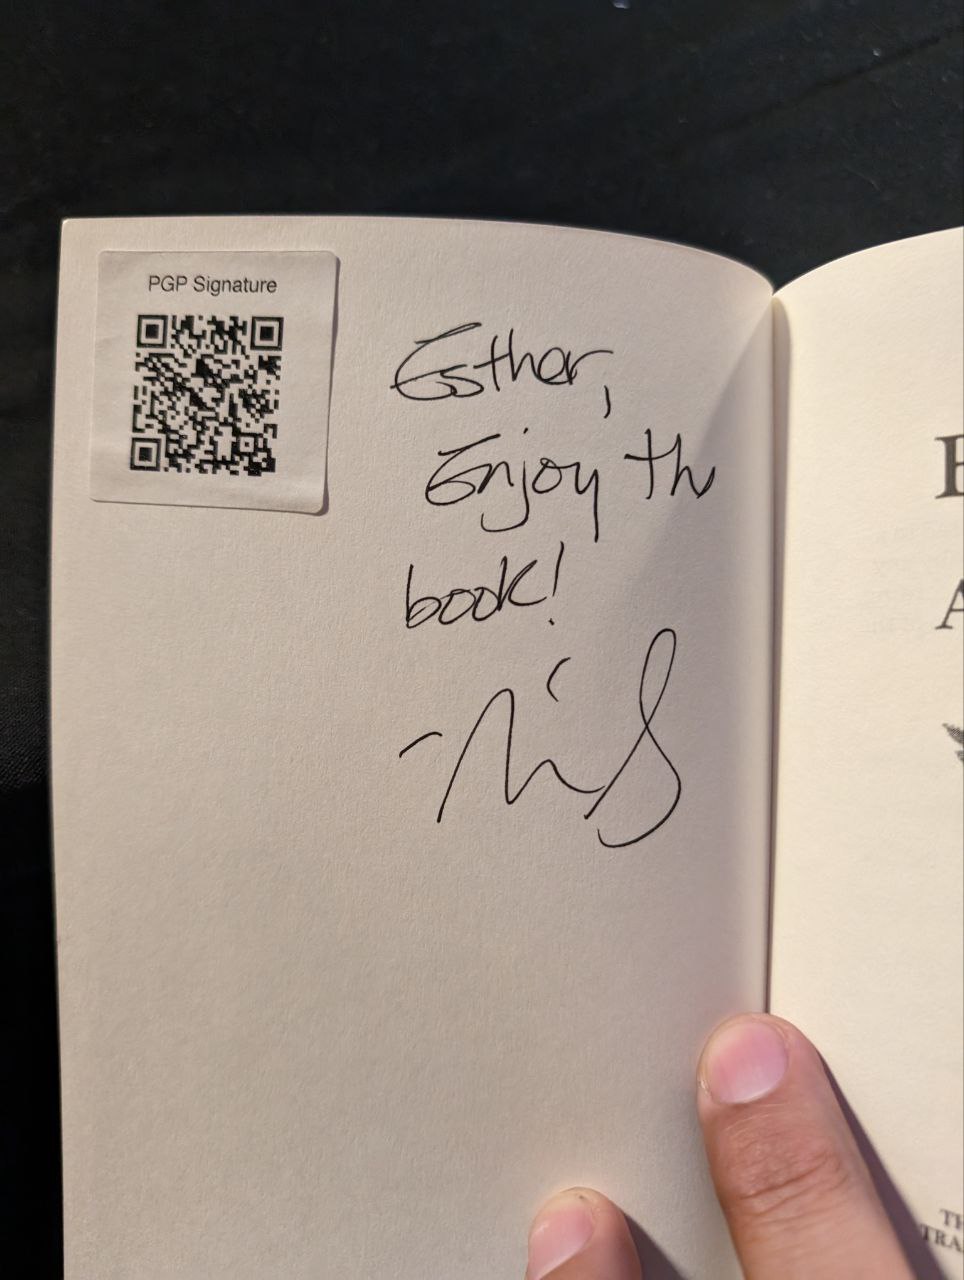 PGP Signature
Esther,
Enjoy the
book!